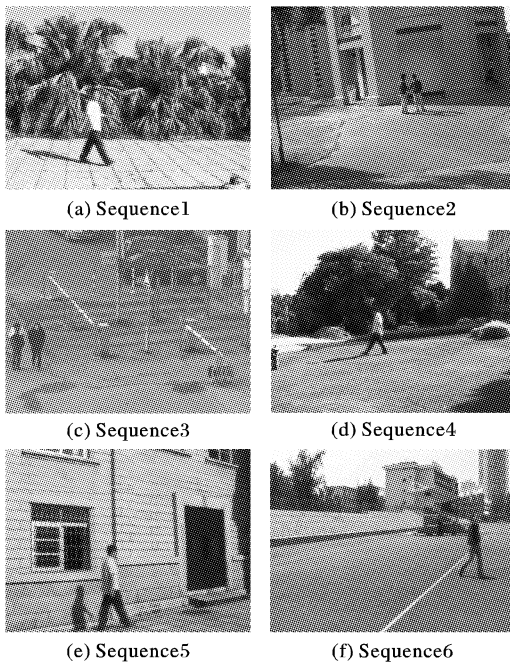 (a) Sequence1
(b) Sequence2
(c) Sequence3
(d) Sequence4
(e) Sequence5
(f) Sequence6